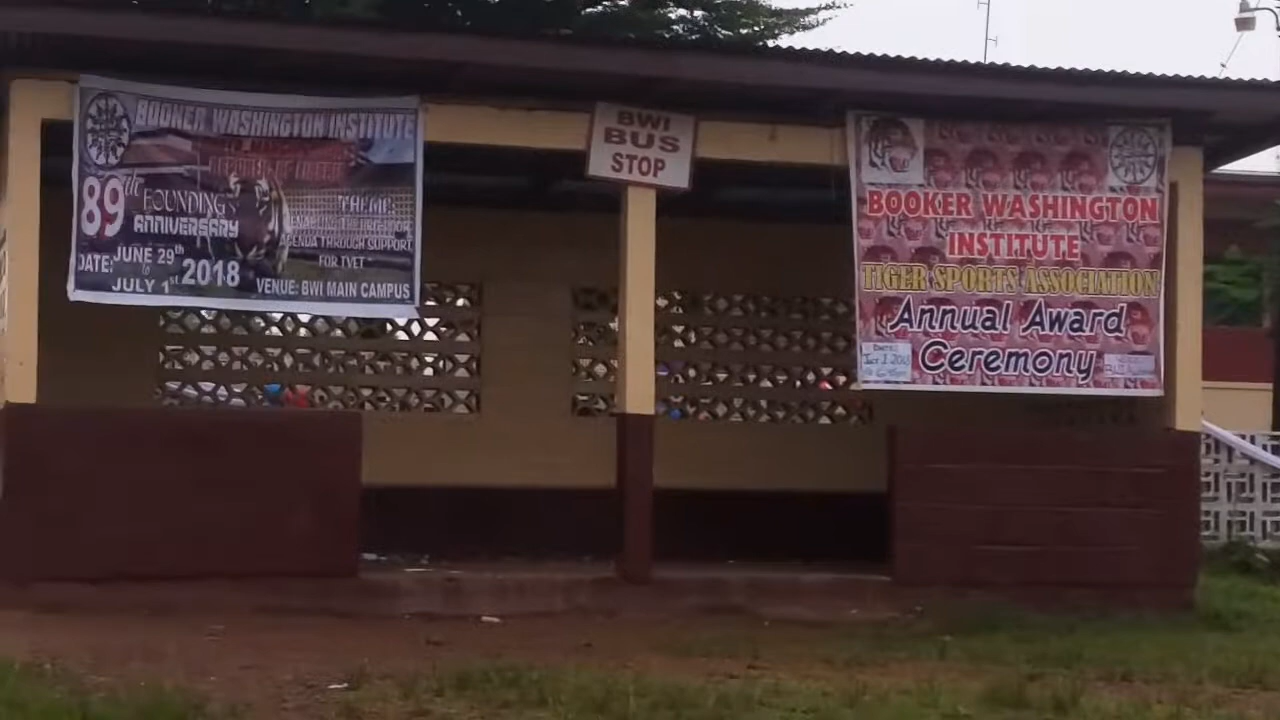 BOOKER WASHINGTON INSTITUTE
89th FOUNDING
ANNIVERSARY
THEME:
AGENDA THROUGH SUPPORT
FOR TVET
DATE: JUNE 29th
to
JULY 1st 2018
VENUE: BWI MAIN CAMPUS
BWI
BUS
STOP
BOOKER WASHINGTON
INSTITUTE
TIGER SPORTS ASSOCIATION
Annual Award
Ceremony